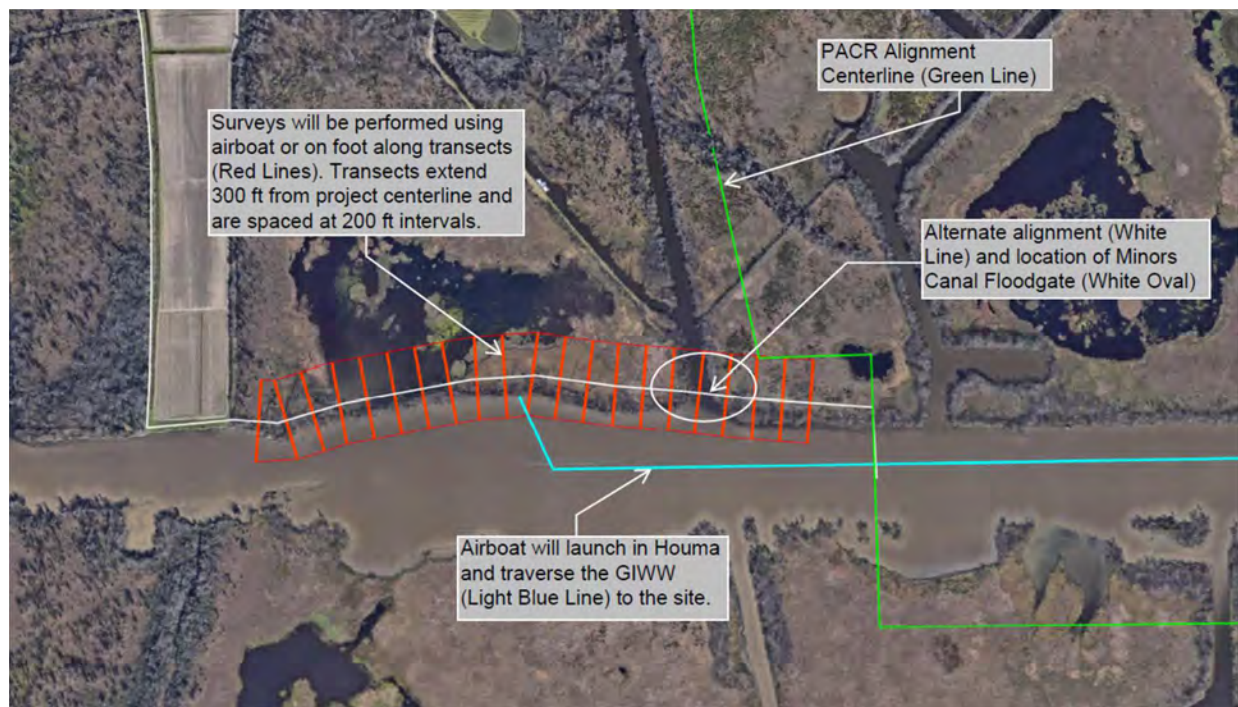 PACR Alignment
Centerline (Green Line)
Surveys will be performed using
airboat or on foot along transects
(Red Lines). Transects extend
300 ft from project centerline and
are spaced at 200 ft intervals.
Alternate alignment (White
Line) and location of Minors
Canal Floodgate (White Oval)
Airboat will launch in Houma
and traverse the GIWW
(Light Blue Line) to the site.